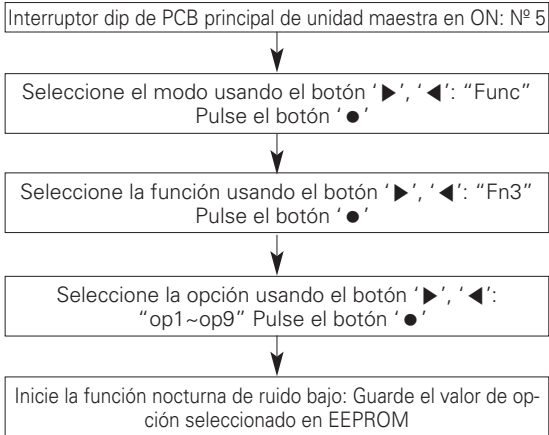 Interruptor dip de PCB principal de unidad maestra en ON: Nº 5
Seleccione el modo usando el botón ‘▶’, ‘◀’: “Func”
Pulse el botón ‘●’
Seleccione la función usando el botón ‘▶’, ‘◀’: “Fn3”
Pulse el botón ‘●’
Seleccione la opción usando el botón ‘▶’, ‘◀’:
“op1~op9” Pulse el botón ‘●’
Inicie la función nocturna de ruido bajo: Guarde el valor de op-
ción seleccionado en EEPROM